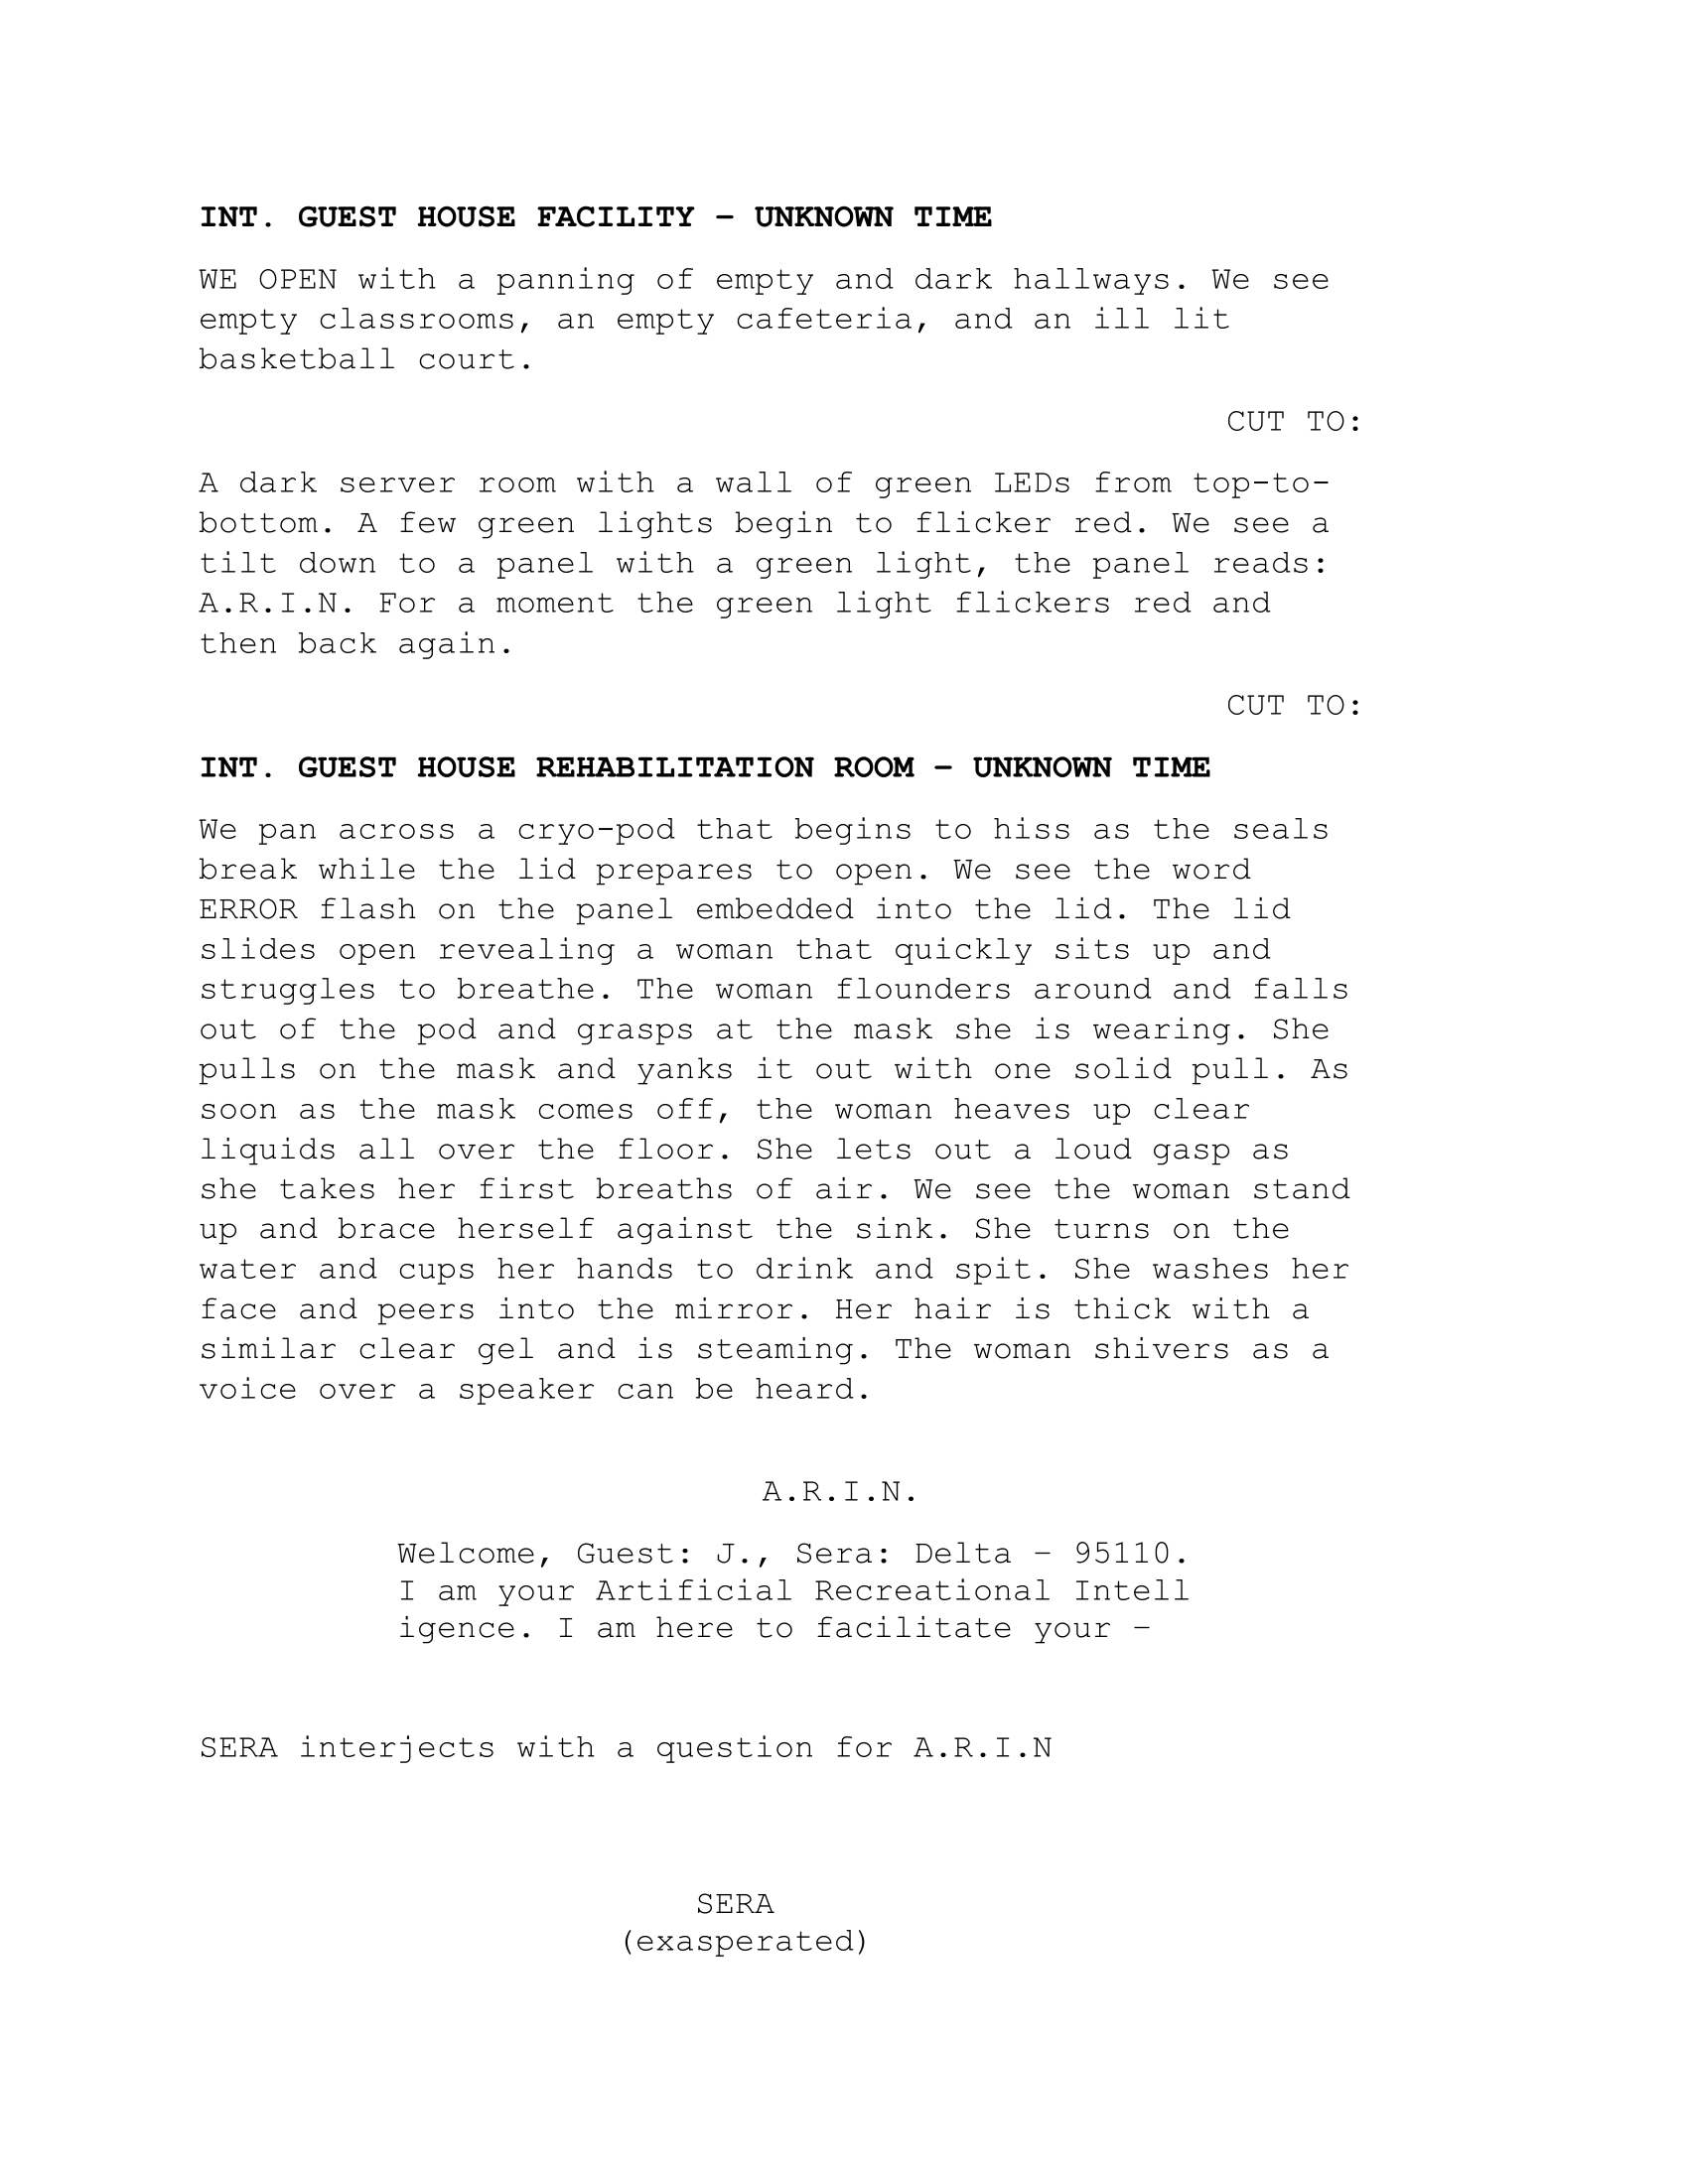 INT. GUEST HOUSE FACILITY – UNKNOWN TIME
WE OPEN with a panning of empty and dark hallways. We see
empty classrooms, an empty cafeteria, and an ill lit
basketball court.
CUT TO:
A dark server room with a wall of green LEDs from top-to-
bottom. A few green lights begin to flicker red. We see a
tilt down to a panel with a green light, the panel reads:
A.R.I.N. For a moment the green light flickers red and
then back again.
CUT TO:
INT. GUEST HOUSE REHABILITATION ROOM – UNKNOWN TIME
We pan across a cryo-pod that begins to hiss as the seals
break while the lid prepares to open. We see the word
ERROR flash on the panel embedded into the lid. The lid
slides open revealing a woman that quickly sits up and
struggles to breathe. The woman flounders around and falls
out of the pod and grasps at the mask she is wearing. She
pulls on the mask and yanks it out with one solid pull. As
soon as the mask comes off, the woman heaves up clear
liquids all over the floor. She lets out a loud gasp as
she takes her first breaths of air. We see the woman stand
up and brace herself against the sink. She turns on the
water and cups her hands to drink and spit. She washes her
face and peers into the mirror. Her hair is thick with a
similar clear gel and is steaming. The woman shivers as a
voice over a speaker can be heard.
A.R.I.N.
Welcome, Guest: J., Sera: Delta – 95110.
I am your Artificial Recreational Intell
igence. I am here to facilitate your –
SERA interjects with a question for A.R.I.N
SERA
(exasperated)